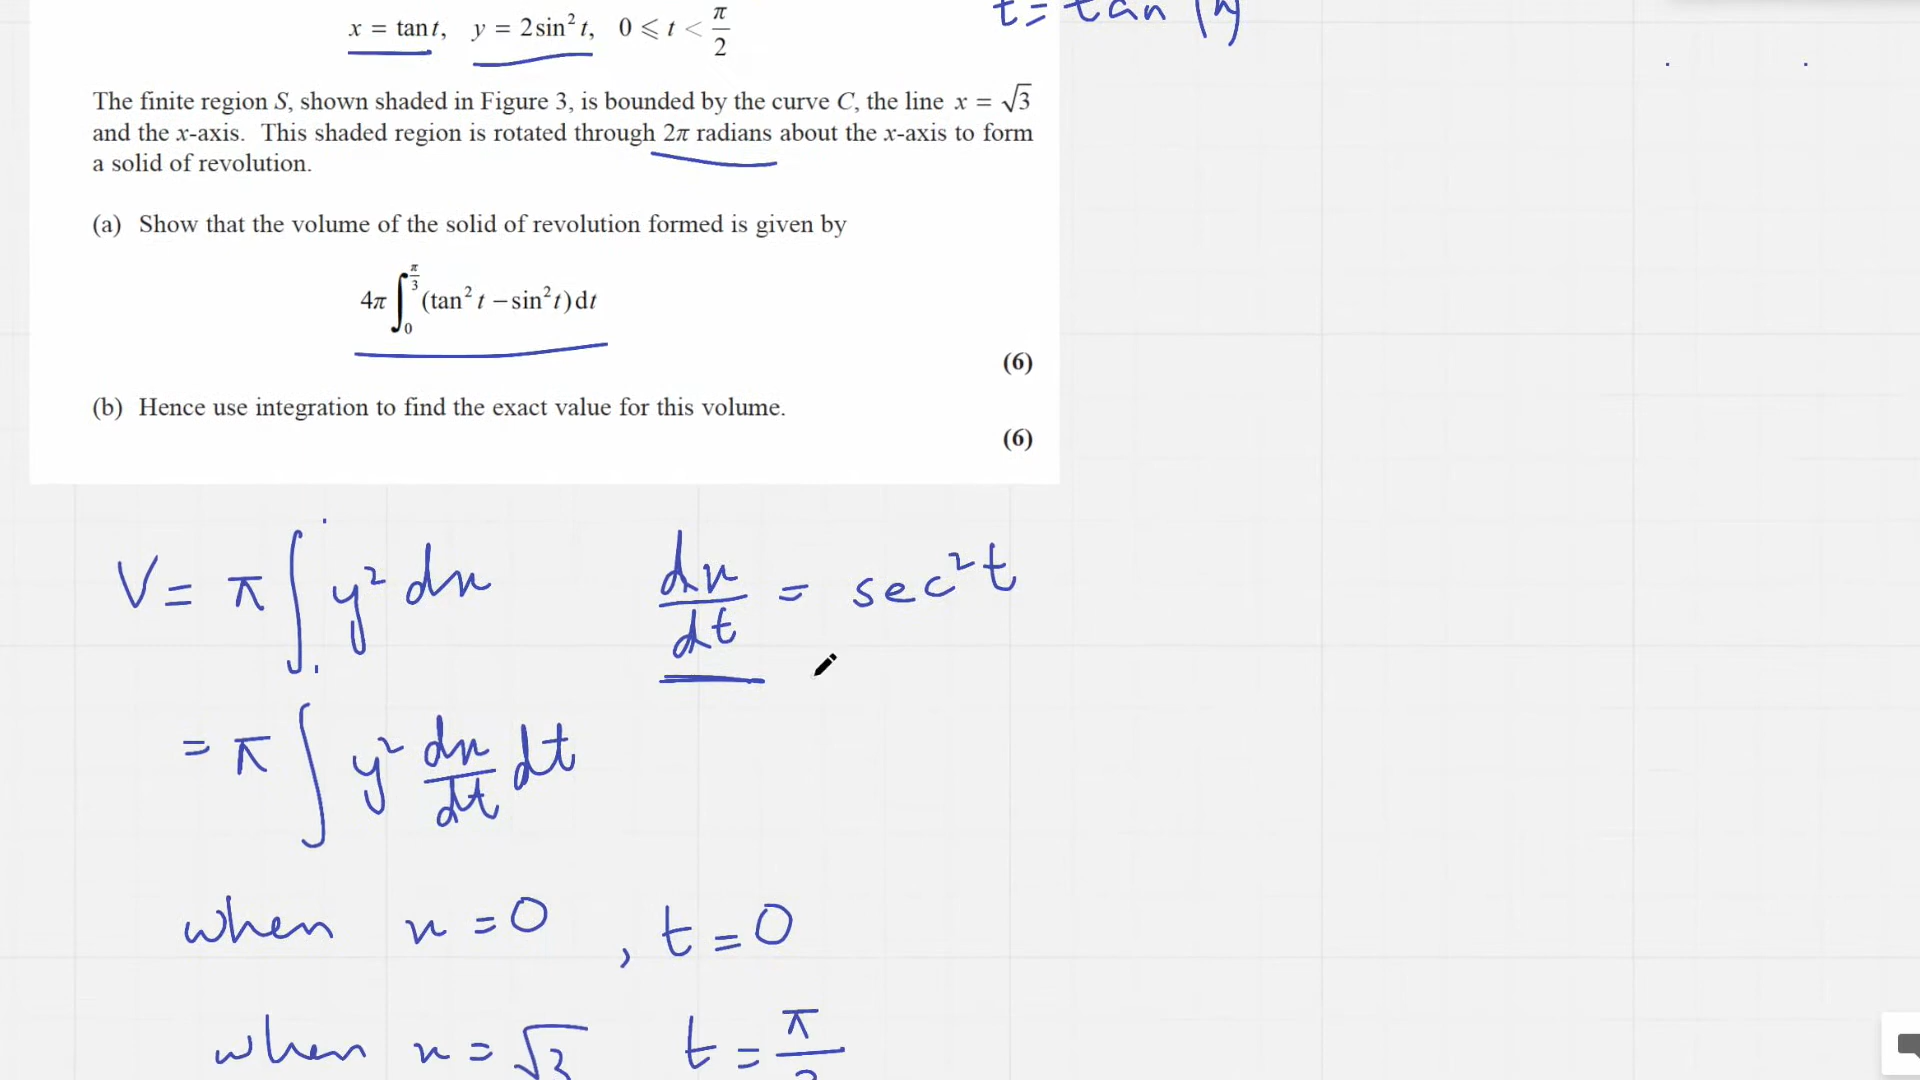 t = tan
x = tan t, y = 2 sin² t, 0 ⩽ t < π/2
The finite region S, shown shaded in Figure 3, is bounded by the curve C, the line x = √3
and the x-axis. This shaded region is rotated through 2π radians about the x-axis to form
a solid of revolution.
(a) Show that the volume of the solid of revolution formed is given by
4π ∫₀^(π/3) (tan² t − sin² t) dt
(6)
(b) Hence use integration to find the exact value for this volume.
(6)
V = π ∫ y² dx    dx/dt = sec² t
= π ∫ y² dx/dt dt
when x = 0 , t = 0
when x = √3 t = π/3